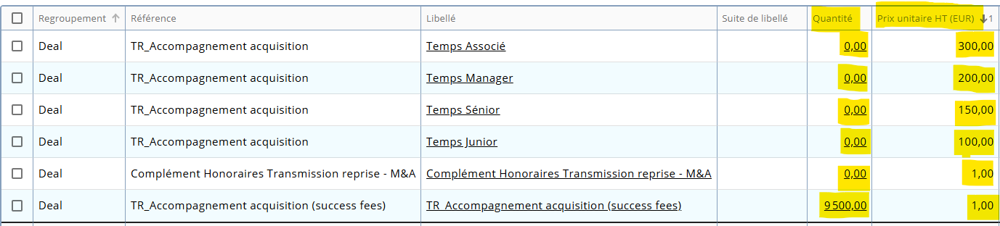 Regroupement Référence Libellé Suite de libellé Quantité Prix unitaire HT (EUR) 1
Deal TR_Accompagnement acquisition Temps Associé 0,00 300,00
Deal TR_Accompagnement acquisition Temps Manager 0,00 200,00
Deal TR_Accompagnement acquisition Temps Sénior 0,00 150,00
Deal TR_Accompagnement acquisition Temps Junior 0,00 100,00
Deal Complément Honoraires Transmission reprise - M&A Complément Honoraires Transmission reprise - M&A 0,00 1,00
Deal TR_Accompagnement acquisition (success fees) TR_Accompagnement acquisition (success fees) 9 500,00 1,00